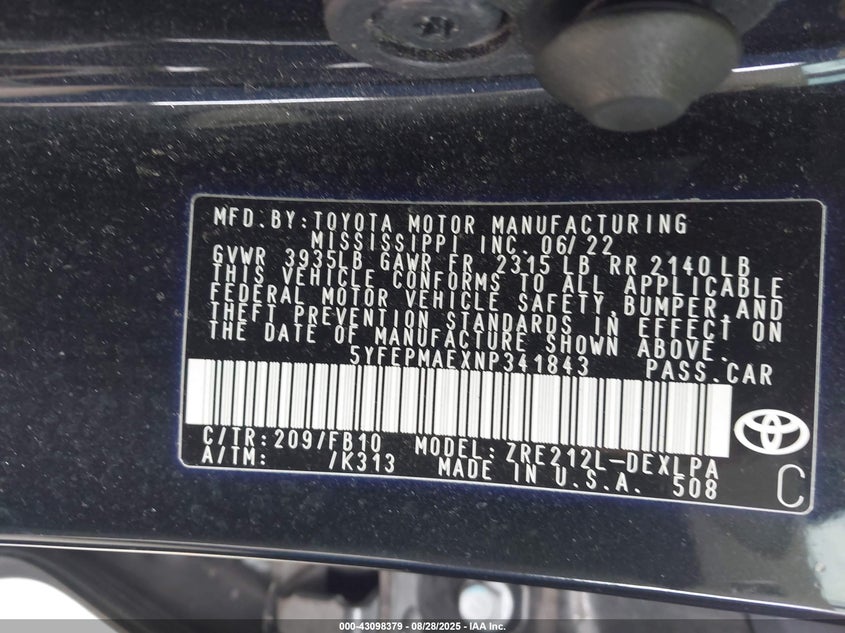 MFD.BY:TOYOTA MOTOR MANUFACTURING
MISSISSIPPI INC. 06/22
GVWR 3935LB GAWR FR 2315 LB RR 2140 LB
THIS VEHICLE CONFORMS TO ALL APPLICABLE
FEDERAL MOTOR VEHICLE SAFETY,BUMPER,AND
THEFT PREVENTION STANDARDS IN EFFECT ON
THE DATE OF MANUFACTURE SHOWN ABOVE.
5YFEPMAEXNP341843 PASS.CAR
C/TR:209/FB10 MODEL:ZRE212L-DEXLPA
A/TM: /K313 MADE IN U.S.A. 508
C
000-43098379 - 08/28/2025 - IAA Inc.